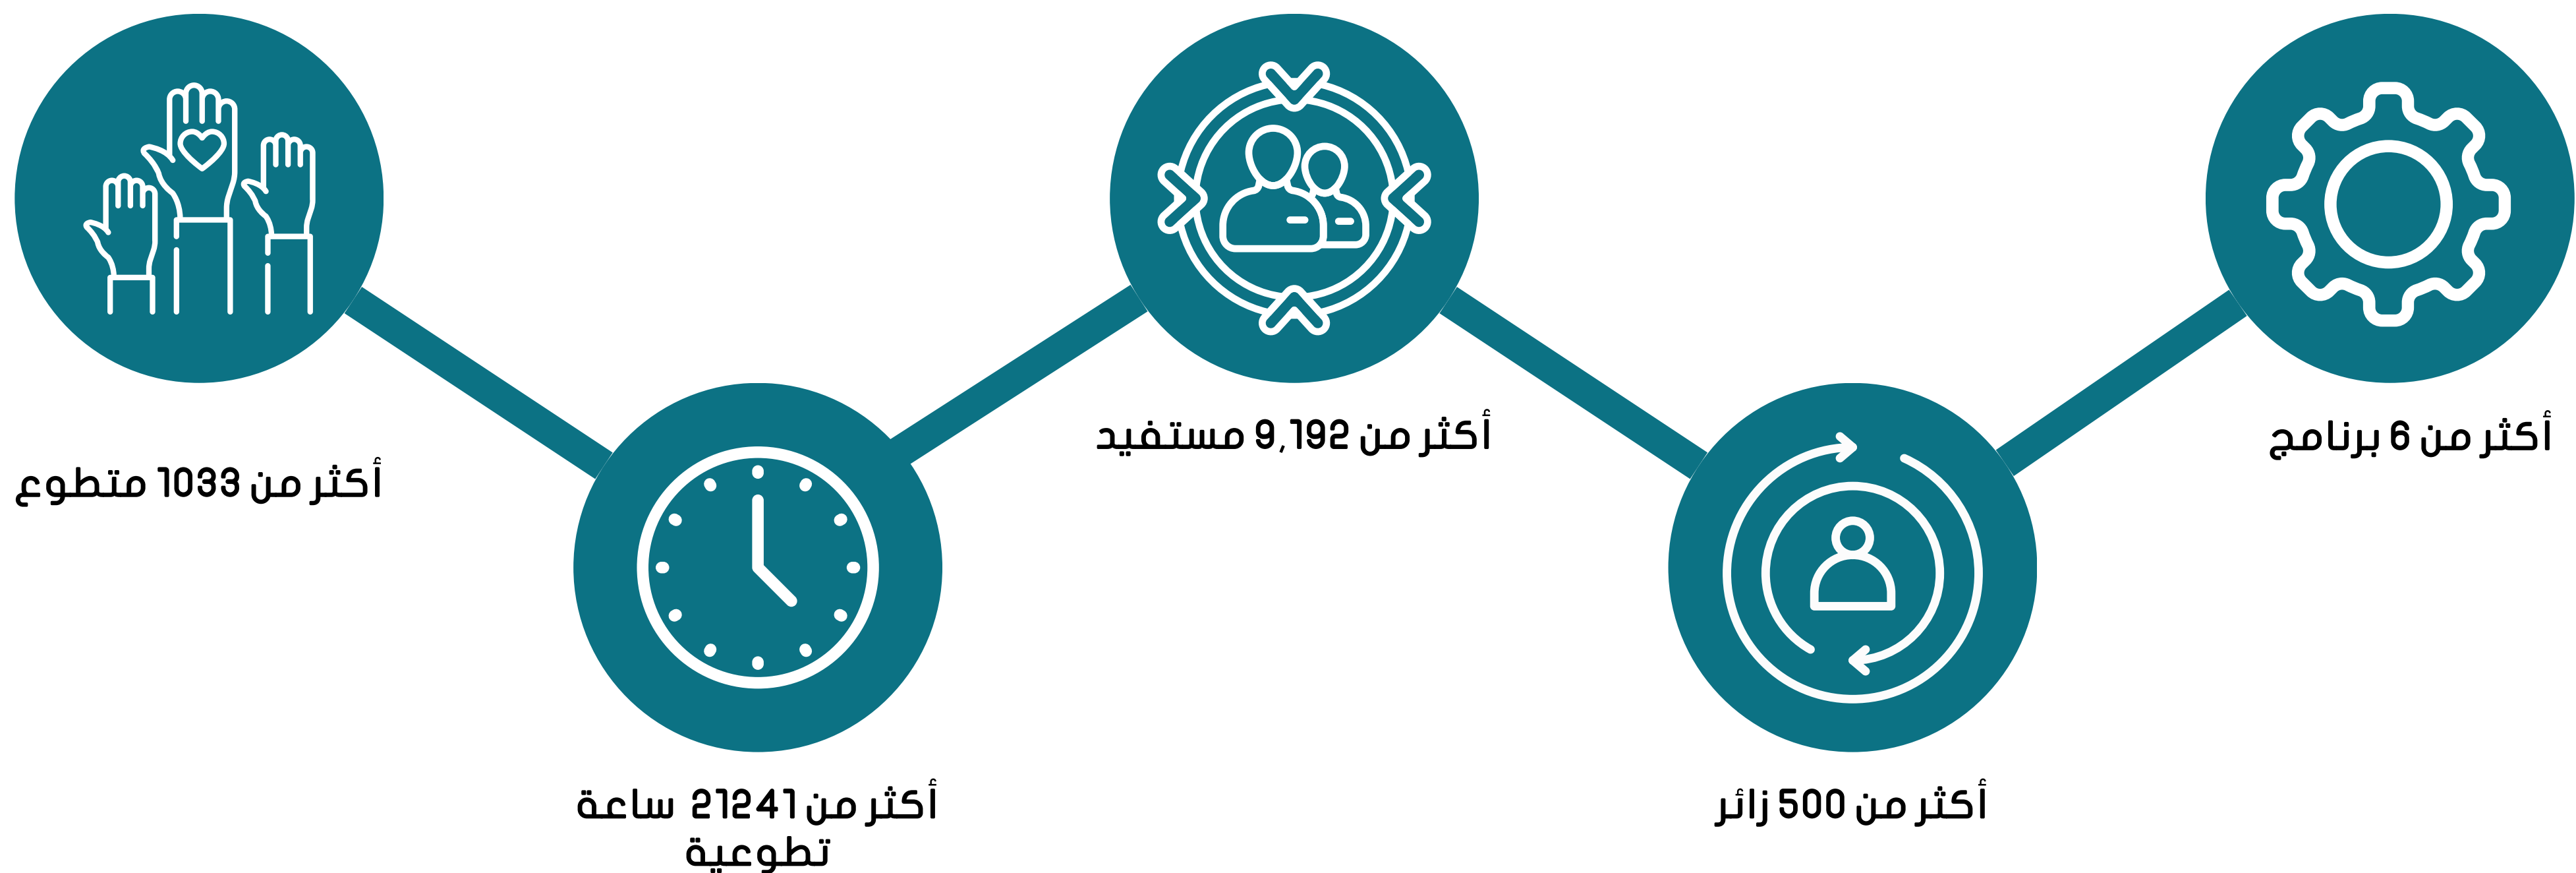 أكثر من 6 برنامج
أكثر من 500 زائر
أكثر من 9,192 مستفيد
أكثر من 21241 ساعة
تطوعية
أكثر من 1033 متطوع